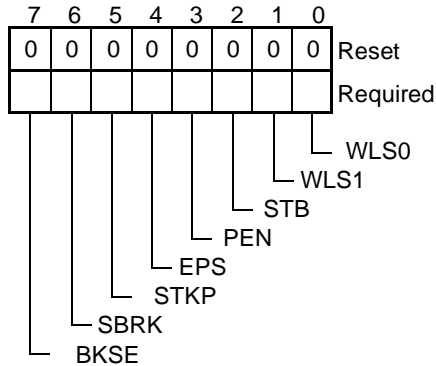 7 6 5 4 3 2 1 0
0 0 0 0 0 0 0 0 Reset
Required
WLS0
WLS1
STB
PEN
EPS
STKP
SBRK
BKSE